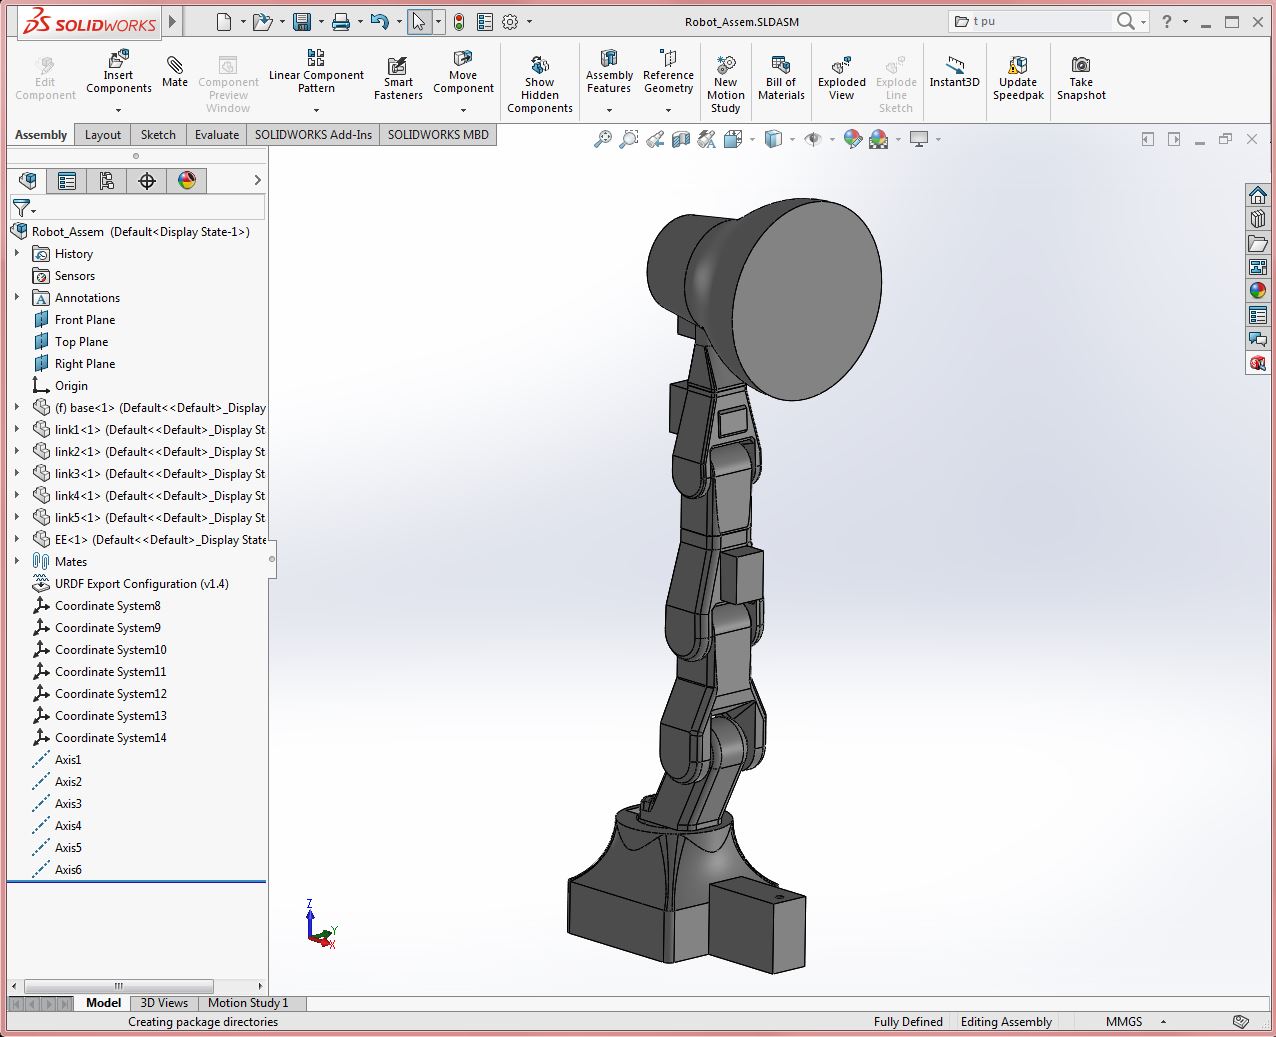 SOLIDWORKS
Robot_Assem.SLDASM
t pu
?
Edit Component
Insert Components
Mate
Component Preview Window
Linear Component Pattern
Smart Fasteners
Move Component
Show Hidden Components
Assembly Features
Reference Geometry
New Motion Study
Bill of Materials
Exploded View
Explode Line Sketch
Instant3D
Update Speedpak
Take Snapshot
Assembly Layout Sketch Evaluate SOLIDWORKS Add-Ins SOLIDWORKS MBD
Robot_Assem (Default<Display State-1>)
History
Sensors
A Annotations
Front Plane
Top Plane
Right Plane
Origin
(f) base<1> (Default<<Default>_Display
link1<1> (Default<<Default>_Display St
link2<1> (Default<<Default>_Display St
link3<1> (Default<<Default>_Display St
link4<1> (Default<<Default>_Display St
link5<1> (Default<<Default>_Display St
EE<1> (Default<<Default>_Display State
Mates
URDF Export Configuration (v1.4)
Coordinate System8
Coordinate System9
Coordinate System10
Coordinate System11
Coordinate System12
Coordinate System13
Coordinate System14
Axis1
Axis2
Axis3
Axis4
Axis5
Axis6
Z
Y
X
Model 3D Views Motion Study 1
Creating package directories Fully Defined Editing Assembly MMGS